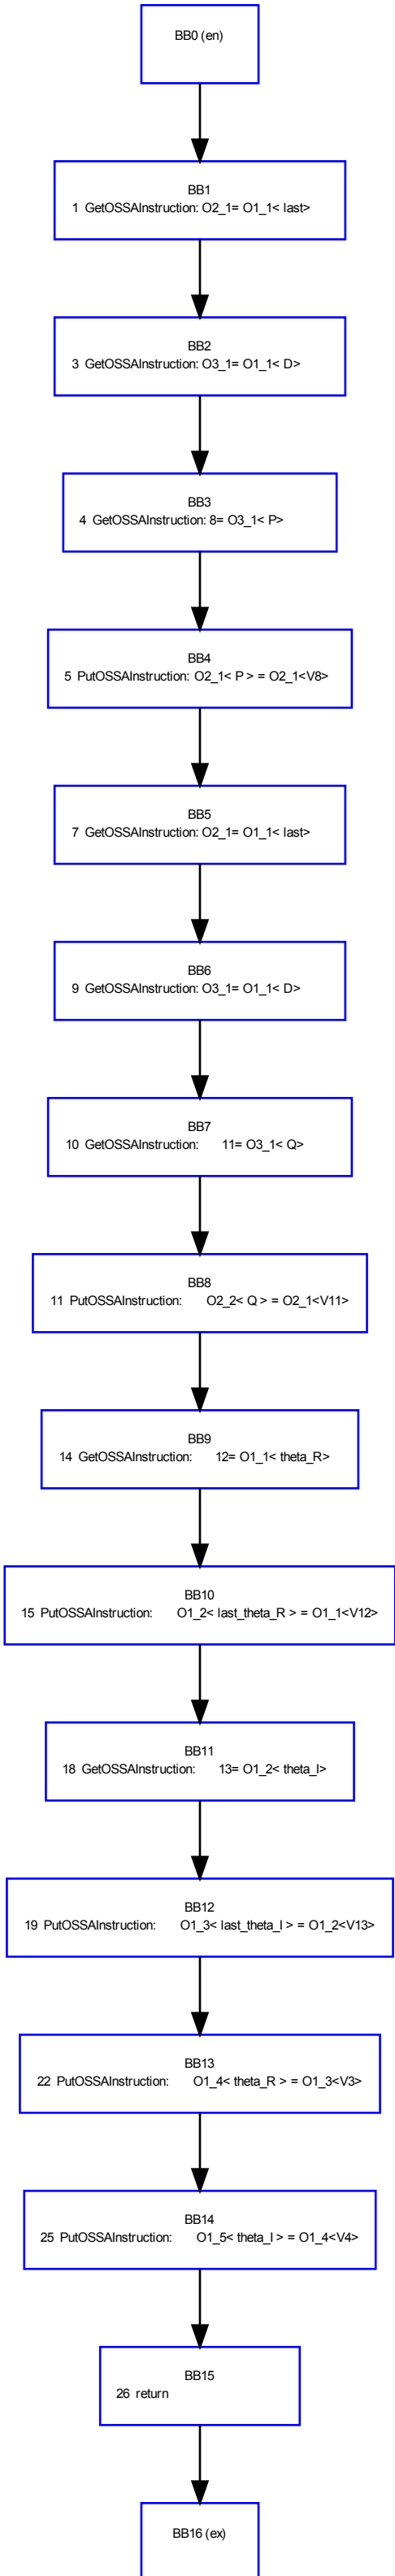 BB0 (en)
BB1
1 GetOSSAInstruction: O2_1= O1_1< last>
BB2
3 GetOSSAInstruction: O3_1= O1_1< D>
BB3
4 GetOSSAInstruction: 8= O3_1< P>
BB4
5 PutOSSAInstruction: O2_1< P > = O2_1<V8>
BB5
7 GetOSSAInstruction: O2_1= O1_1< last>
BB6
9 GetOSSAInstruction: O3_1= O1_1< D>
BB7
10 GetOSSAInstruction: 11= O3_1< Q>
BB8
11 PutOSSAInstruction: O2_2< Q > = O2_1<V11>
BB9
14 GetOSSAInstruction: 12= O1_1< theta_R>
BB10
15 PutOSSAInstruction: O1_2< last_theta_R > = O1_1<V12>
BB11
18 GetOSSAInstruction: 13= O1_2< theta_I>
BB12
19 PutOSSAInstruction: O1_3< last_theta_I > = O1_2<V13>
BB13
22 PutOSSAInstruction: O1_4< theta_R > = O1_3<V3>
BB14
25 PutOSSAInstruction: O1_5< theta_I > = O1_4<V4>
BB15
26 return
BB16 (ex)